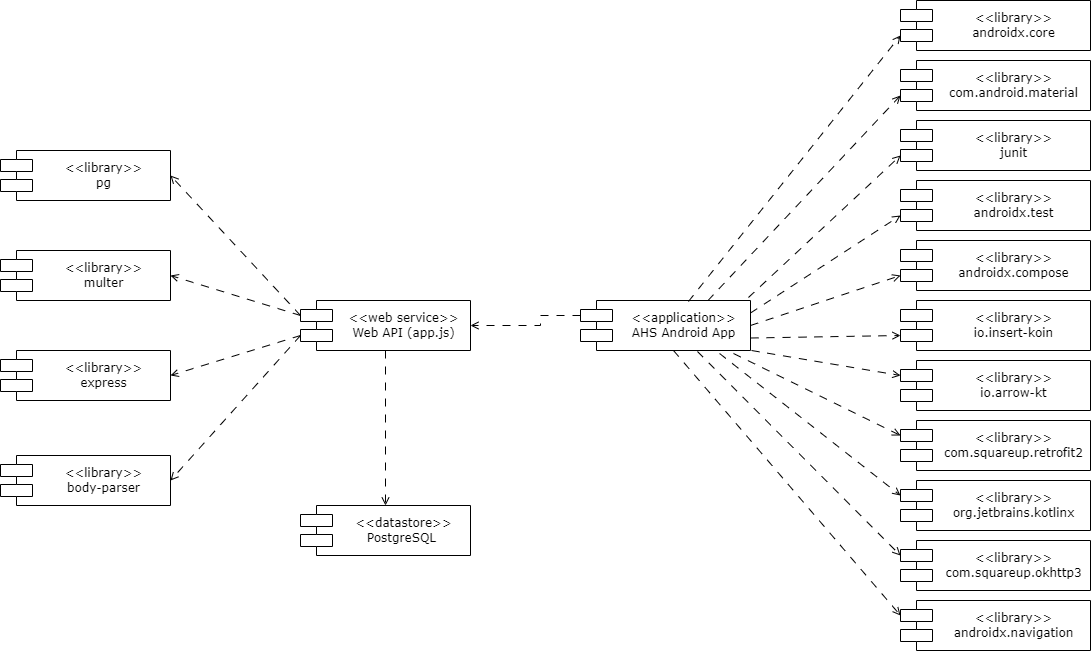 <<library>>
pg
<<library>>
multer
<<library>>
express
<<library>>
body-parser
<<web service>>
Web API (app.js)
<<datastore>>
PostgreSQL
<<application>>
AHS Android App
<<library>>
androidx.core
<<library>>
com.android.material
<<library>>
junit
<<library>>
androidx.test
<<library>>
androidx.compose
<<library>>
io.insert-koin
<<library>>
io.arrow-kt
<<library>>
com.squareup.retrofit2
<<library>>
org.jetbrains.kotlinx
<<library>>
com.squareup.okhttp3
<<library>>
androidx.navigation